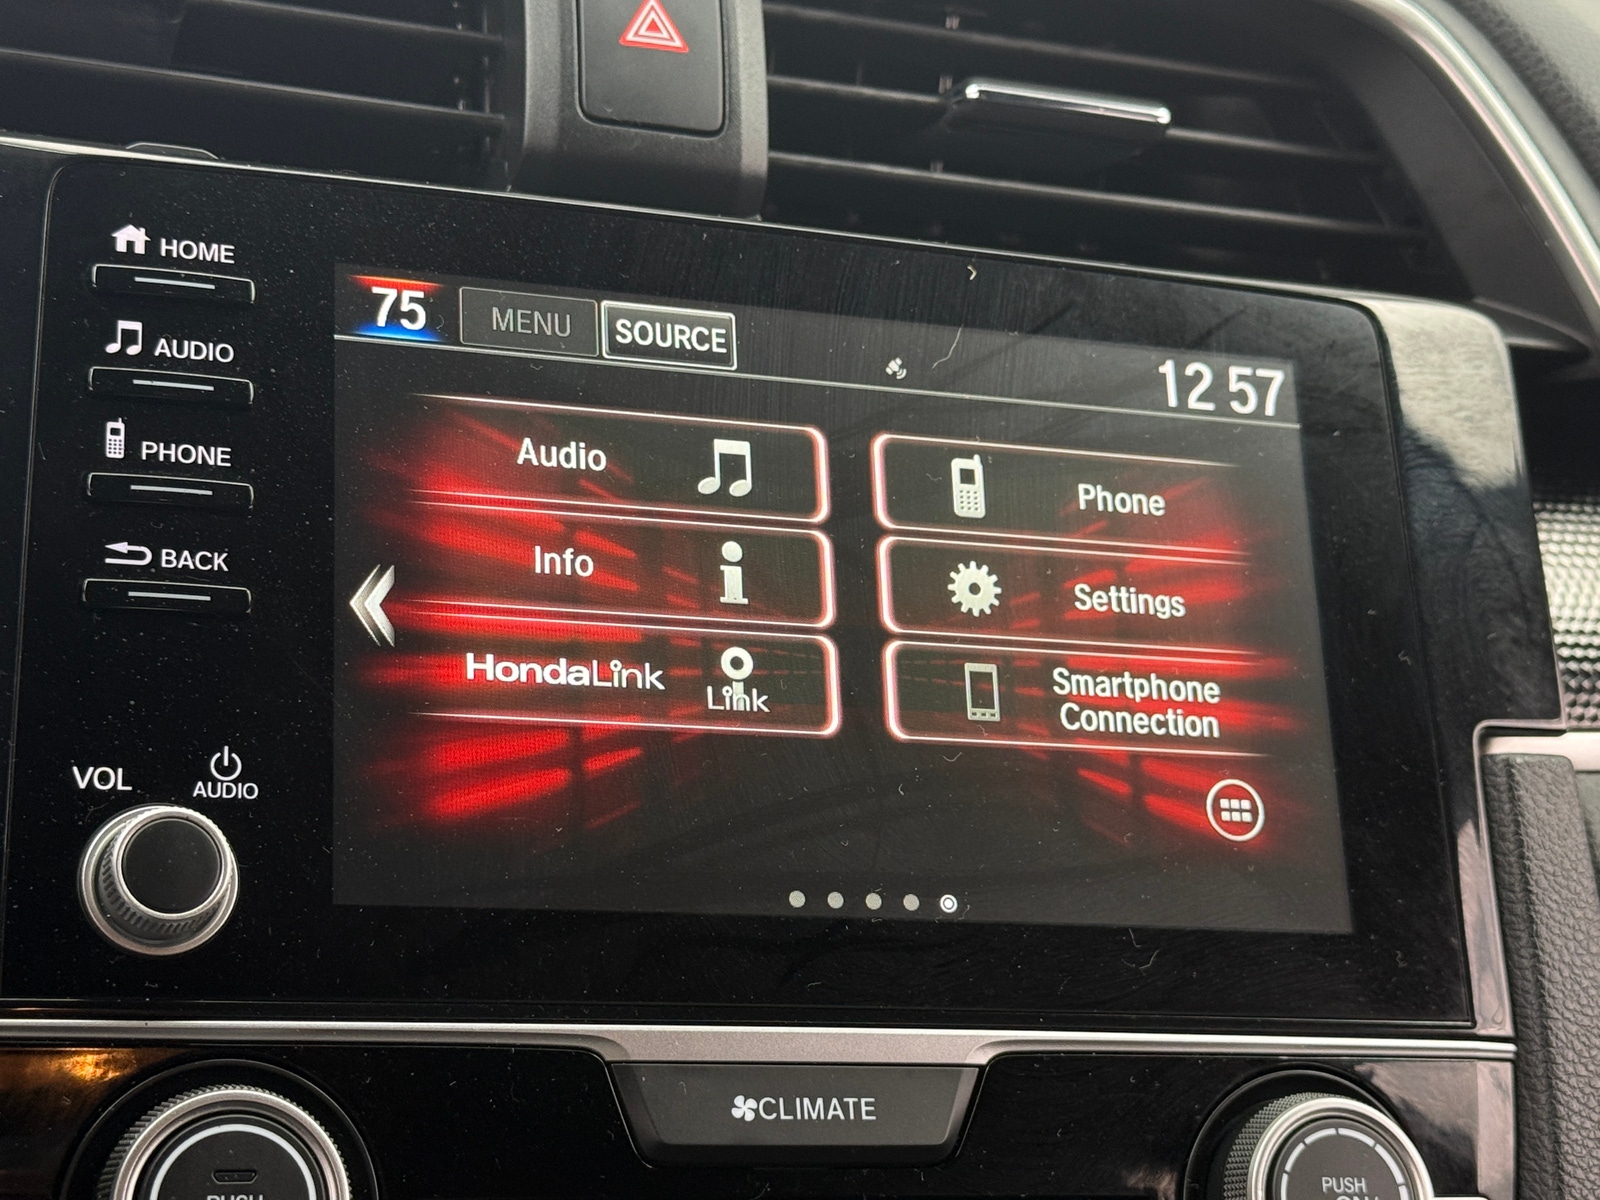 HOME
AUDIO
PHONE
BACK
VOL
AUDIO
75
MENU
SOURCE
12 57
Audio
Phone
Info
Settings
HondaLink
Link
Smartphone
Connection
CLIMATE
PUSH
PUSH